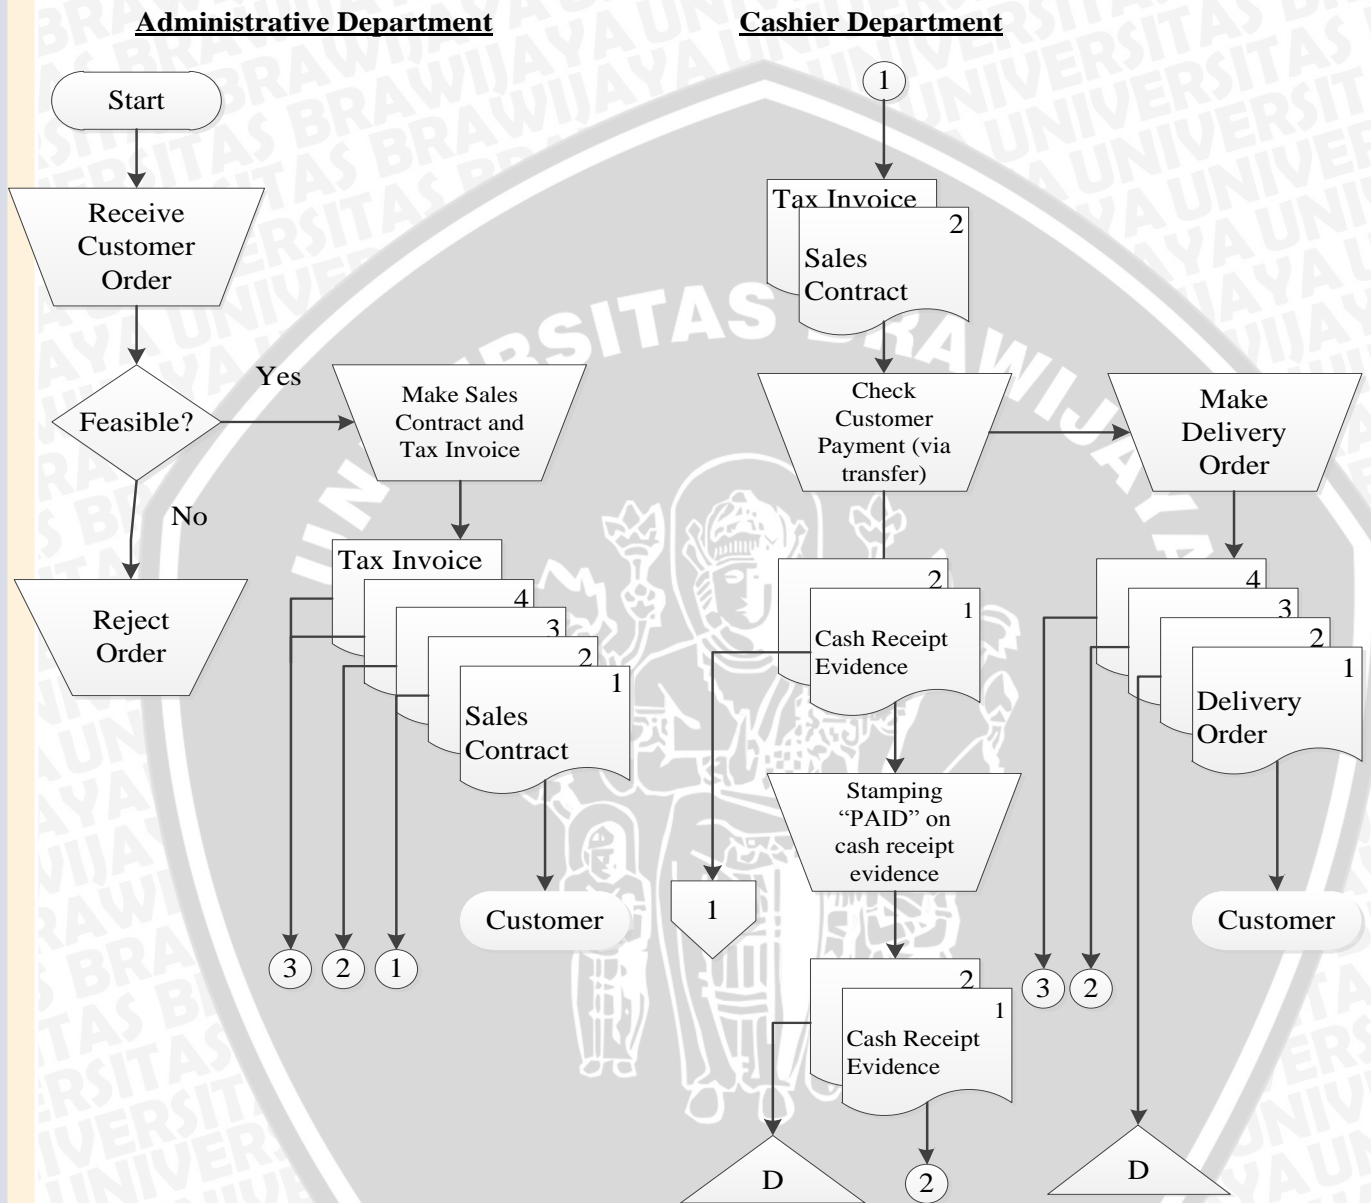 Administrative Department
Start
Receive
Customer
Order
Feasible?
Yes
No
Reject
Order
Make Sales
Contract and
Tax Invoice
Tax Invoice
4
3
2
1
Sales
Contract
Customer
3
2
1
Cashier Department
1
Tax Invoice
2
Sales
Contract
Check
Customer
Payment (via
transfer)
2
1
Cash Receipt
Evidence
1
Stamping
“PAID” on
cash receipt
evidence
2
1
Cash Receipt
Evidence
D
2
Make
Delivery
Order
4
3
2
1
Delivery
Order
Customer
3
2
D
UNIVERSITAS BRAWIJAYA